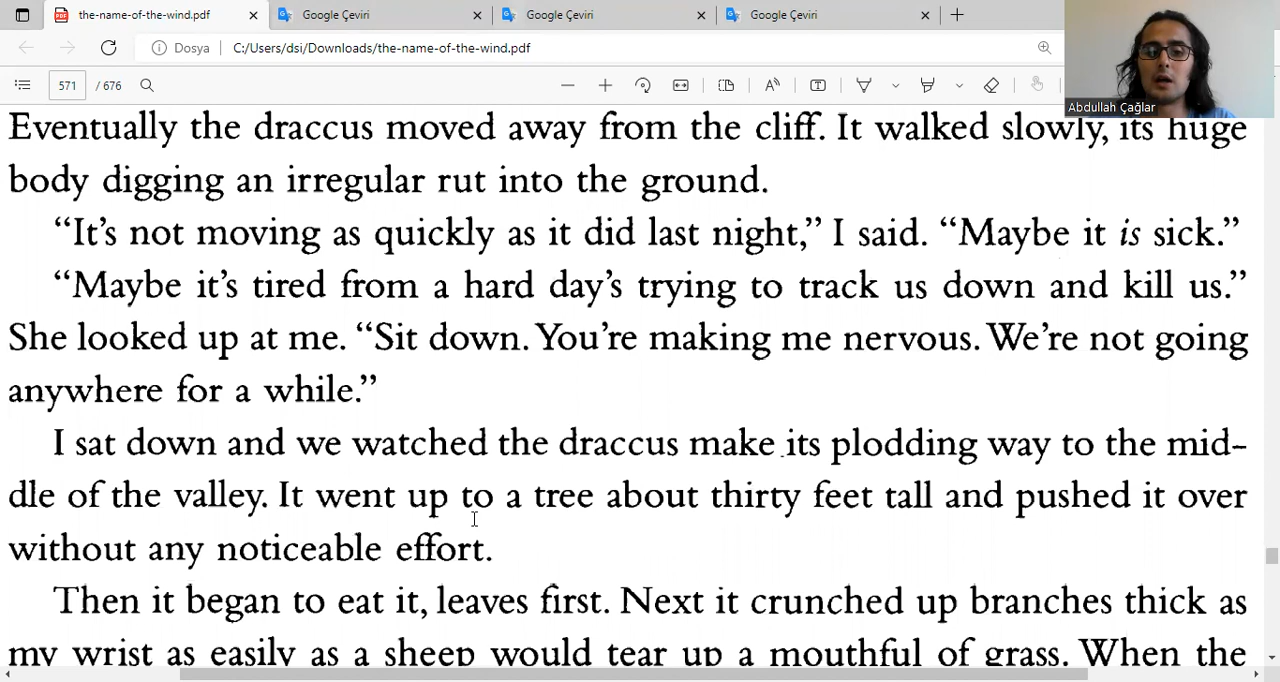 the-name-of-the-wind.pdf
Google Çeviri
Google Çeviri
Google Çeviri
Dosya
C:/Users/dsi/Downloads/the-name-of-the-wind.pdf
571 / 676
Abdullah Çağlar
Eventually the draccus moved away from the cliff. It walked slowly, its huge
body digging an irregular rut into the ground.
“It’s not moving as quickly as it did last night,” I said. “Maybe it is sick.”
“Maybe it’s tired from a hard day’s trying to track us down and kill us.”
She looked up at me. “Sit down. You’re making me nervous. We’re not going
anywhere for a while.”
I sat down and we watched the draccus make its plodding way to the mid-
dle of the valley. It went up to a tree about thirty feet tall and pushed it over
without any noticeable effort.
Then it began to eat it, leaves first. Next it crunched up branches thick as
my wrist as easily as a sheep would tear up a mouthful of grass. When the